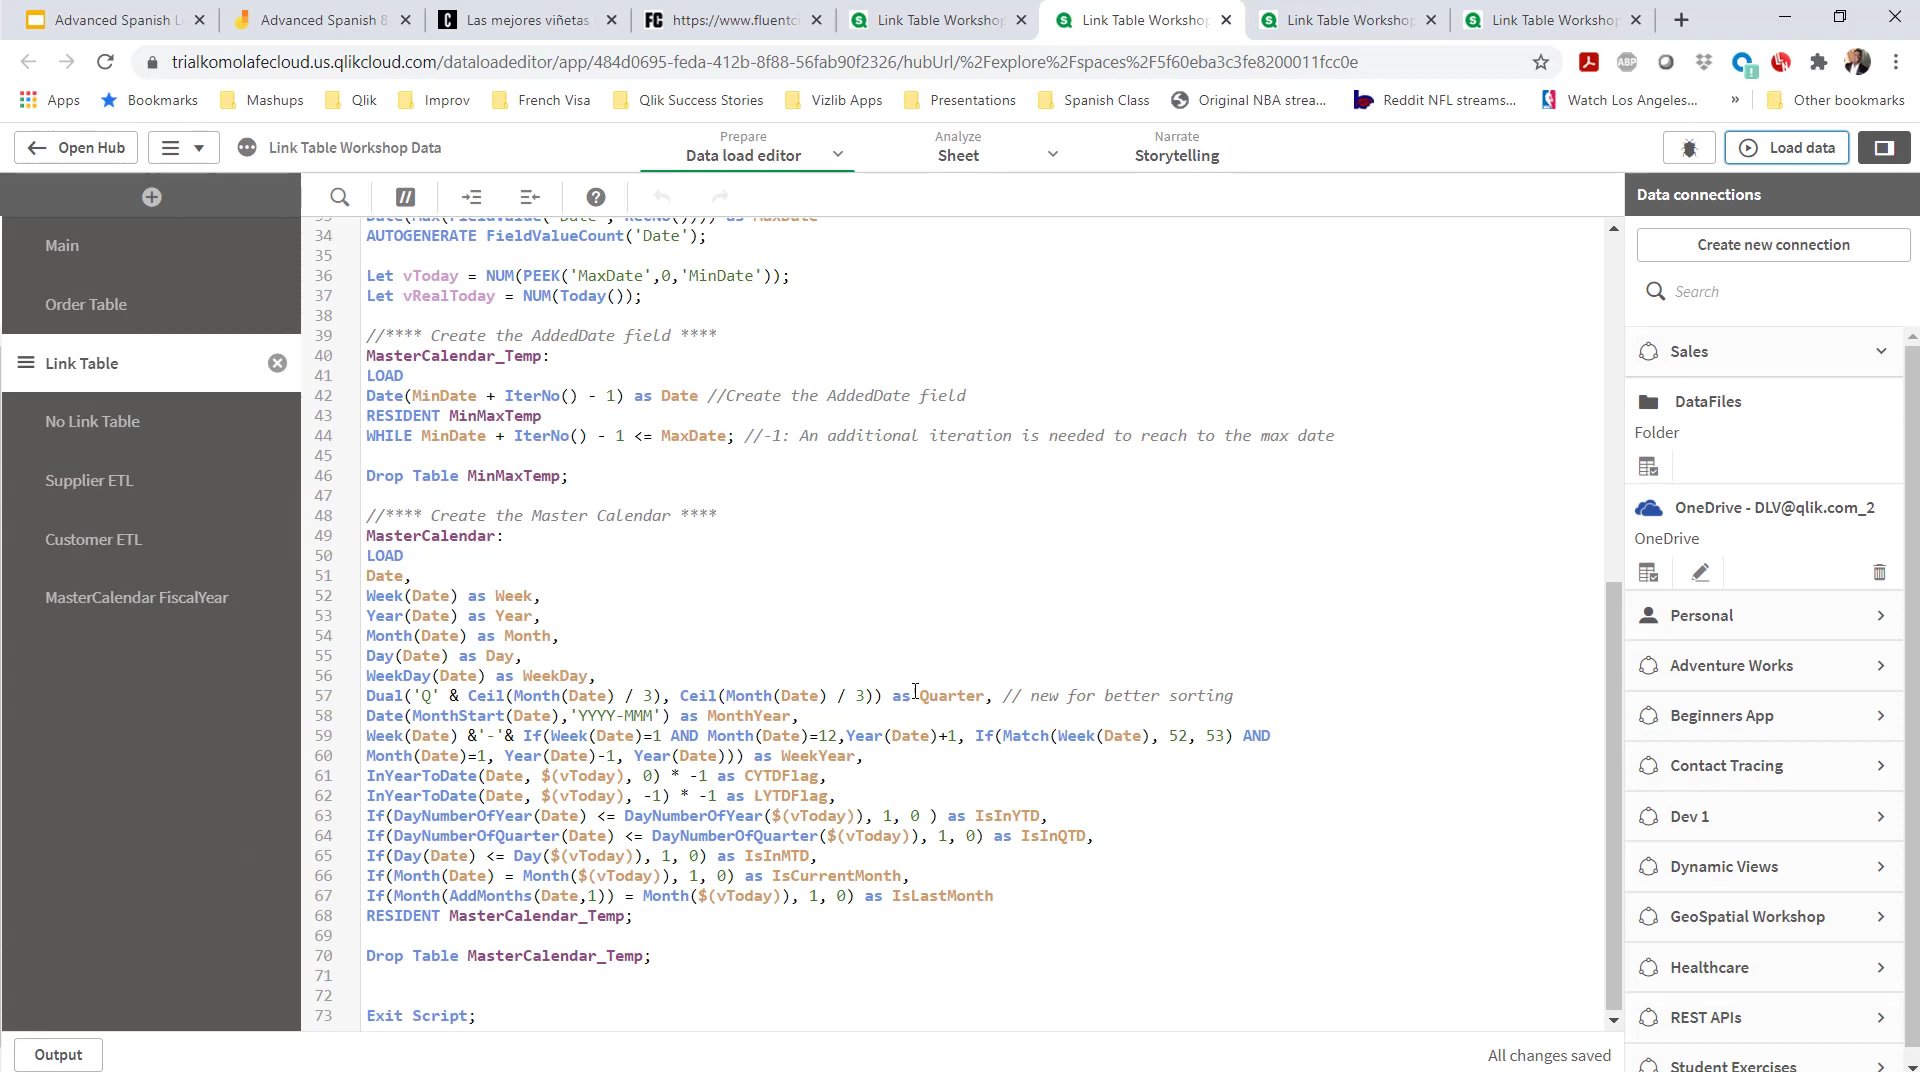 Advanced Spanish L
Advanced Spanish 8
Las mejores viñetas
https://www.fluentci
Link Table Workshop
Link Table Workshop
Link Table Workshop
Link Table Workshop
trialkomolafecloud.us.qlikcloud.com/dataloadeditor/app/484d0695-feda-412b-8f88-56fab90f2326/hubUrl/%2Fexplore%2Fspaces%2F5f60eba3c3fe8200011fcc0e
Apps
Bookmarks
Mashups
Qlik
Improv
French Visa
Qlik Success Stories
Vizlib Apps
Presentations
Spanish Class
Original NBA strea...
Reddit NFL streams...
Watch Los Angeles...
»
Other bookmarks
Open Hub
Link Table Workshop Data
Prepare
Data load editor
Analyze
Sheet
Narrate
Storytelling
Load data
Main
Order Table
Link Table
No Link Table
Supplier ETL
Customer ETL
MasterCalendar FiscalYear
33 Date(Max(FieldValue('Date', RecNo()))) as MaxDate
34 AUTOGENERATE FieldValueCount('Date');
35
36 Let vToday = NUM(PEEK('MaxDate',0,'MinDate'));
37 Let vRealToday = NUM(Today());
38
39 //**** Create the AddedDate field ****
40 MasterCalendar_Temp:
41 LOAD
42 Date(MinDate + IterNo() - 1) as Date //Create the AddedDate field
43 RESIDENT MinMaxTemp
44 WHILE MinDate + IterNo() - 1 <= MaxDate; //-1: An additional iteration is needed to reach to the max date
45
46 Drop Table MinMaxTemp;
47
48 //**** Create the Master Calendar ****
49 MasterCalendar:
50 LOAD
51 Date,
52 Week(Date) as Week,
53 Year(Date) as Year,
54 Month(Date) as Month,
55 Day(Date) as Day,
56 WeekDay(Date) as WeekDay,
57 Dual('Q' & Ceil(Month(Date) / 3), Ceil(Month(Date) / 3)) as Quarter, // new for better sorting
58 Date(MonthStart(Date),'YYYY-MMM') as MonthYear,
59 Week(Date) &'-'& If(Week(Date)=1 AND Month(Date)=12,Year(Date)+1, If(Match(Week(Date), 52, 53) AND
60 Month(Date)=1, Year(Date)-1, Year(Date))) as WeekYear,
61 InYearToDate(Date, $(vToday), 0) * -1 as CYTDFlag,
62 InYearToDate(Date, $(vToday), -1) * -1 as LYTDFlag,
63 If(DayNumberOfYear(Date) <= DayNumberOfYear($(vToday)), 1, 0 ) as IsInYTD,
64 If(DayNumberOfQuarter(Date) <= DayNumberOfQuarter($(vToday)), 1, 0) as IsInQTD,
65 If(Day(Date) <= Day($(vToday)), 1, 0) as IsInMTD,
66 If(Month(Date) = Month($(vToday)), 1, 0) as IsCurrentMonth,
67 If(Month(AddMonths(Date,1)) = Month($(vToday)), 1, 0) as IsLastMonth
68 RESIDENT MasterCalendar_Temp;
69
70 Drop Table MasterCalendar_Temp;
71
72
73 Exit Script;
Data connections
Create new connection
Search
Sales
DataFiles
Folder
OneDrive - DLV@qlik.com_2
OneDrive
Personal
Adventure Works
Beginners App
Contact Tracing
Dev 1
Dynamic Views
GeoSpatial Workshop
Healthcare
REST APIs
Student Exercises
Output
All changes saved